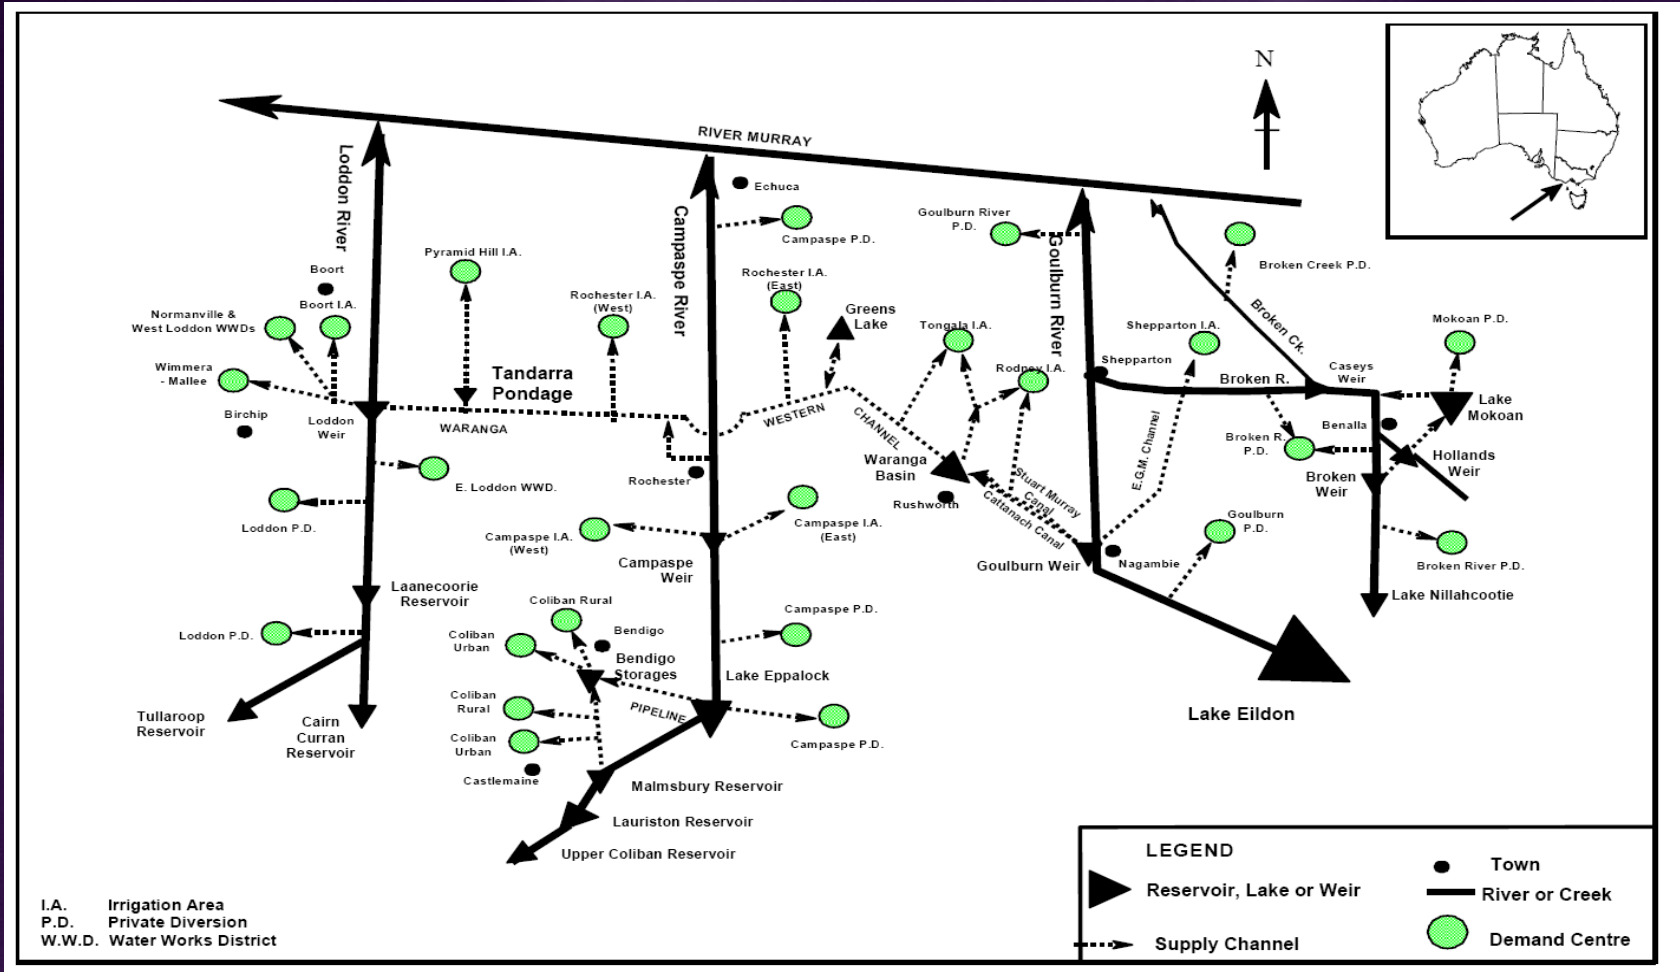 N
RIVER MURRAY
Loddon River
Campaspe River
Goulburn River
Echuca
Campaspe P.D.
Goulburn River
P.D.
Broken Creek P.D.
Broken Ck.
Pyramid Hill I.A.
Boort
Boort I.A.
Normanville &
West Loddon WWDs
Wimmera
- Mallee
Birchip
Loddon
Weir
Rochester I.A.
(West)
Rochester I.A.
(East)
Greens
Lake
Tongala I.A.
Rodney I.A.
Shepparton I.A.
Shepparton
Broken R.
Caseys
Weir
Mokoan P.D.
Lake
Mokoan
Tandarra
Pondage
WARANGA
WESTERN
CHANNEL
Waranga
Basin
Rushworth
Stuart Murray
Canal
Cattanach Canal
E.G.M. Channel
Broken R.
P.D.
Benalla
Broken
Weir
Hollands
Weir
Rochester
E. Loddon WWD.
Loddon P.D.
Campaspe I.A.
(West)
Campaspe I.A.
(East)
Campaspe
Weir
Goulburn Weir
Nagambie
Goulburn
P.D.
Broken River P.D.
Lake Nillahcootie
Laanecoorie
Reservoir
Loddon P.D.
Coliban Rural
Coliban
Urban
Bendigo
Bendigo
Storages
Campaspe P.D.
Lake Eppalock
Coliban
Rural
PIPELINE
Coliban
Urban
Castlemaine
Campaspe P.D.
Lake Eildon
Tullaroop
Reservoir
Cairn
Curran
Reservoir
Malmsbury Reservoir
Lauriston Reservoir
Upper Coliban Reservoir
I.A. Irrigation Area
P.D. Private Diversion
W.W.D. Water Works District
LEGEND
Reservoir, Lake or Weir
Supply Channel
Town
River or Creek
Demand Centre